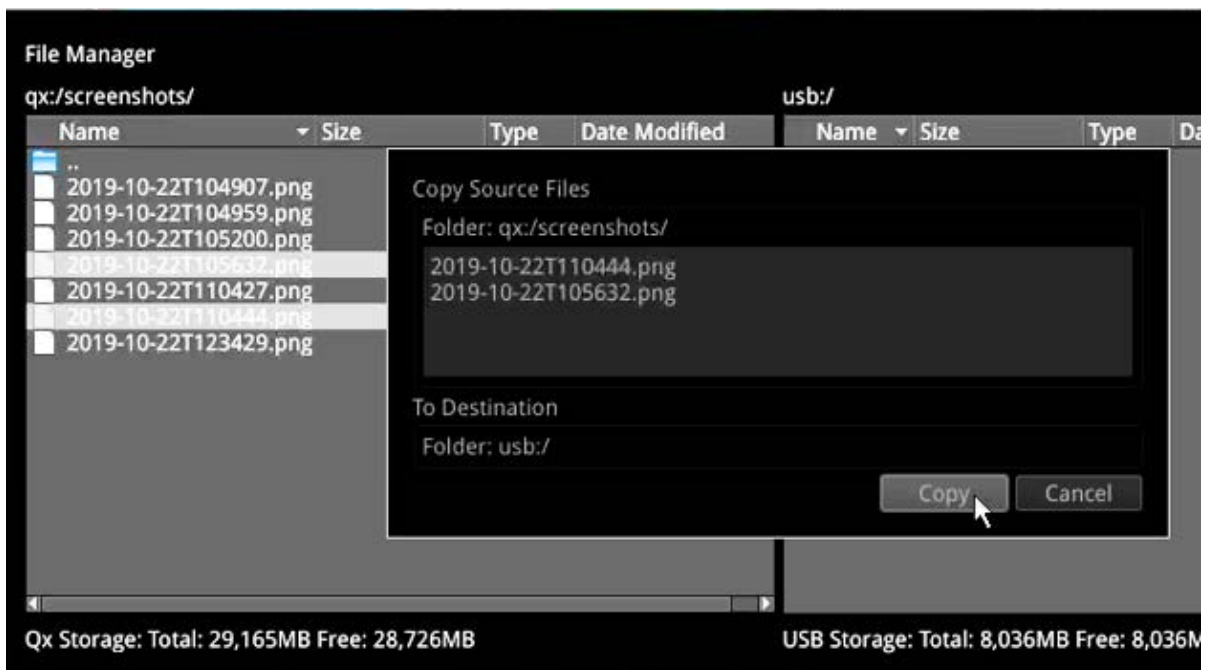 File Manager
qx:/screenshots/
Name Size Type Date Modified
..
2019-10-22T104907.png
2019-10-22T104959.png
2019-10-22T105200.png
2019-10-22T105632.png
2019-10-22T110427.png
2019-10-22T110444.png
2019-10-22T123429.png
Qx Storage: Total: 29,165MB Free: 28,726MB
usb:/
Name Size Type Da
USB Storage: Total: 8,036MB Free: 8,036M
Copy Source Files
Folder: qx:/screenshots/
2019-10-22T110444.png
2019-10-22T105632.png
To Destination
Folder: usb:/
Copy Cancel